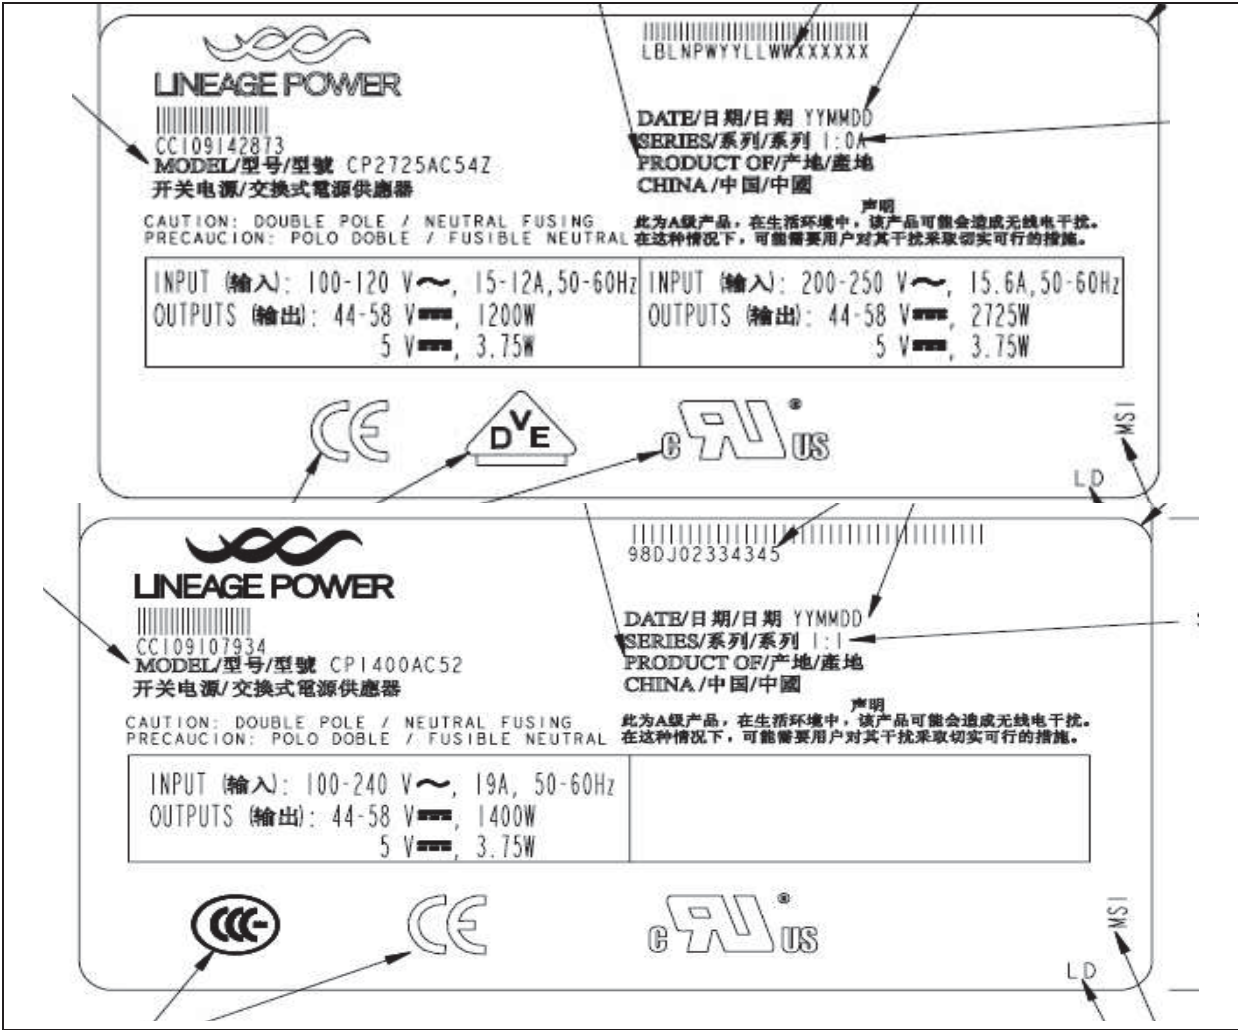 LINEAGE POWER
CC109142873
MODEL/型号/型號 CP2725AC54Z
开关电源/交换式電源供應器
LBLNPWYYLLWWXXXXXX
DATE/日期/日期 YYMMDD
SERIES/系列/系列 1:0A
PRODUCT OF/产地/產地
CHINA/中国/中國
CAUTION: DOUBLE POLE / NEUTRAL FUSING
PRECAUCION: POLO DOBLE / FUSIBLE NEUTRAL
声明
此为A级产品，在生活环境中，该产品可能会造成无线电干扰。
在这种情况下，可能需要用户对其干扰采取切实可行的措施。
INPUT (输入): 100-120 V～, 15-12A,50-60Hz
OUTPUTS (输出): 44-58 V⎓, 1200W
5 V⎓, 3.75W
INPUT (输入): 200-250 V～, 15.6A,50-60Hz
OUTPUTS (输出): 44-58 V⎓, 2725W
5 V⎓, 3.75W
CE
DVE
C RU ® US
MSI
LD
LINEAGE POWER
CC109107934
MODEL/型号/型號 CP1400AC52
开关电源/交换式電源供應器
98DJ02334345
DATE/日期/日期 YYMMDD
SERIES/系列/系列 1:1
PRODUCT OF/产地/產地
CHINA/中国/中國
CAUTION: DOUBLE POLE / NEUTRAL FUSING
PRECAUCION: POLO DOBLE / FUSIBLE NEUTRAL
声明
此为A级产品，在生活环境中，该产品可能会造成无线电干扰。
在这种情况下，可能需要用户对其干扰采取切实可行的措施。
INPUT (输入): 100-240 V～, 19A, 50-60Hz
OUTPUTS (输出): 44-58 V⎓, 1400W
5 V⎓, 3.75W
CCC
CE
C RU ® US
MSI
LD